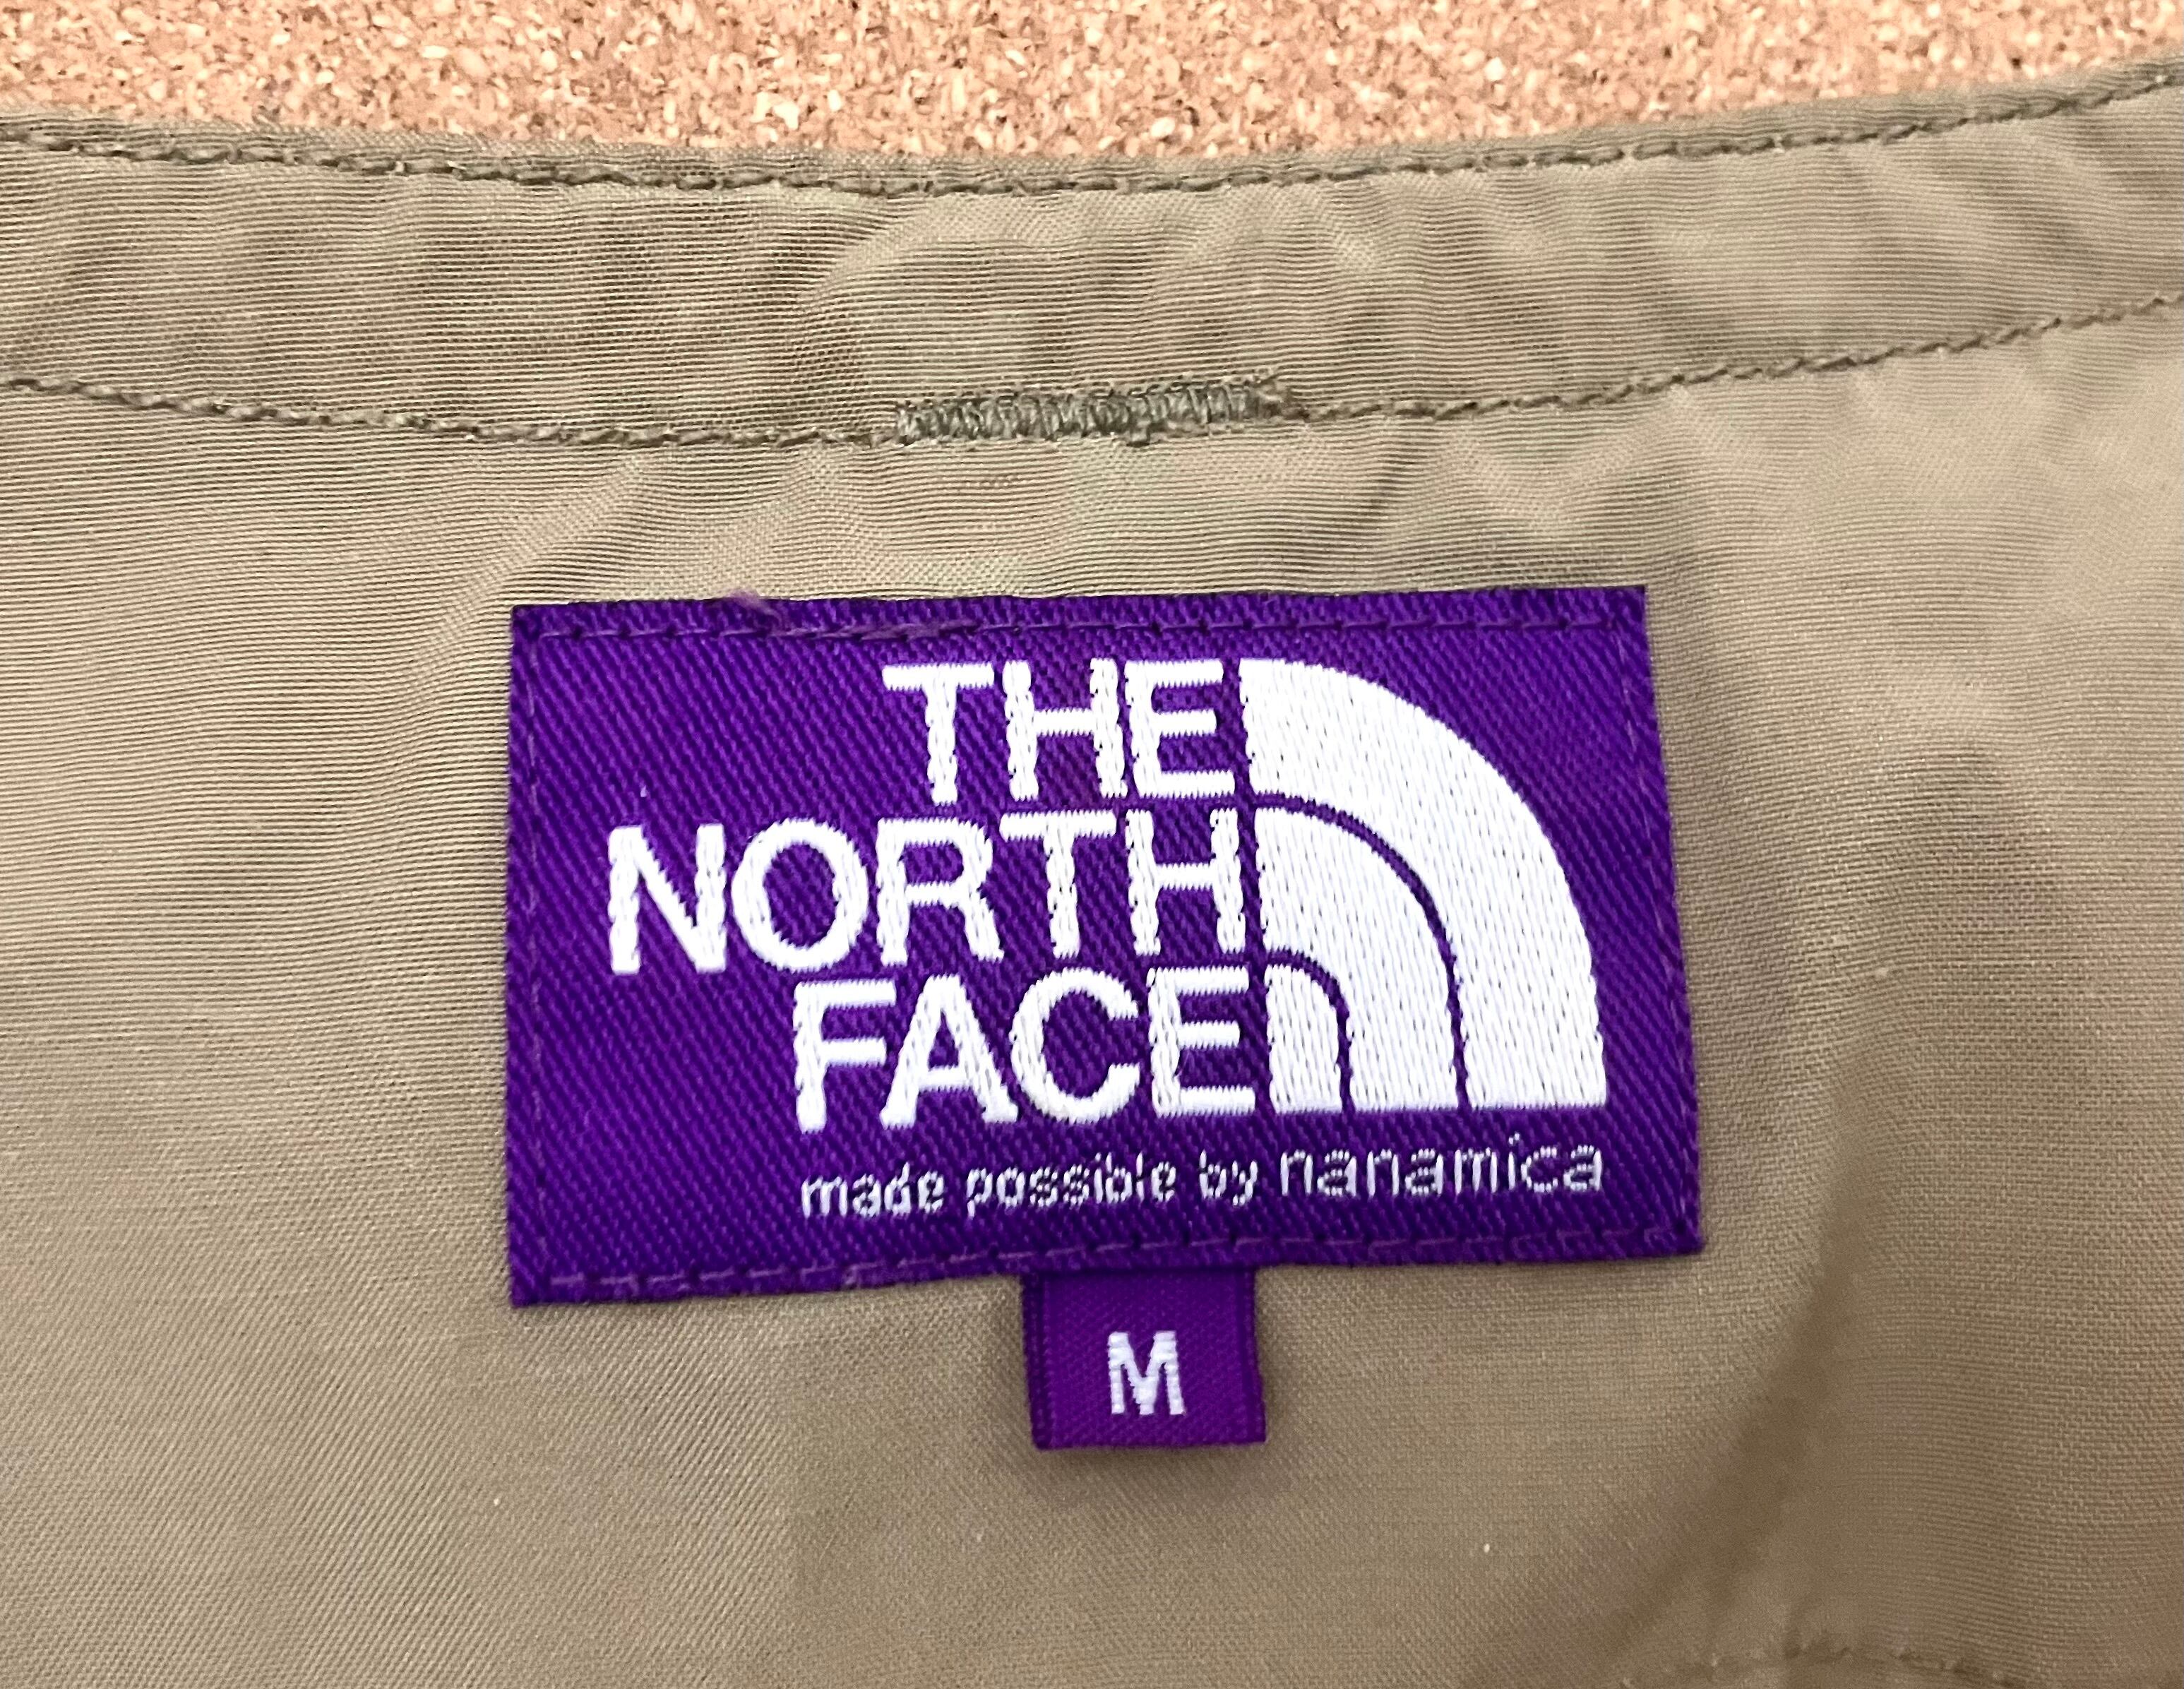 THE
NORTH
FACE
made possible by nanamica
M